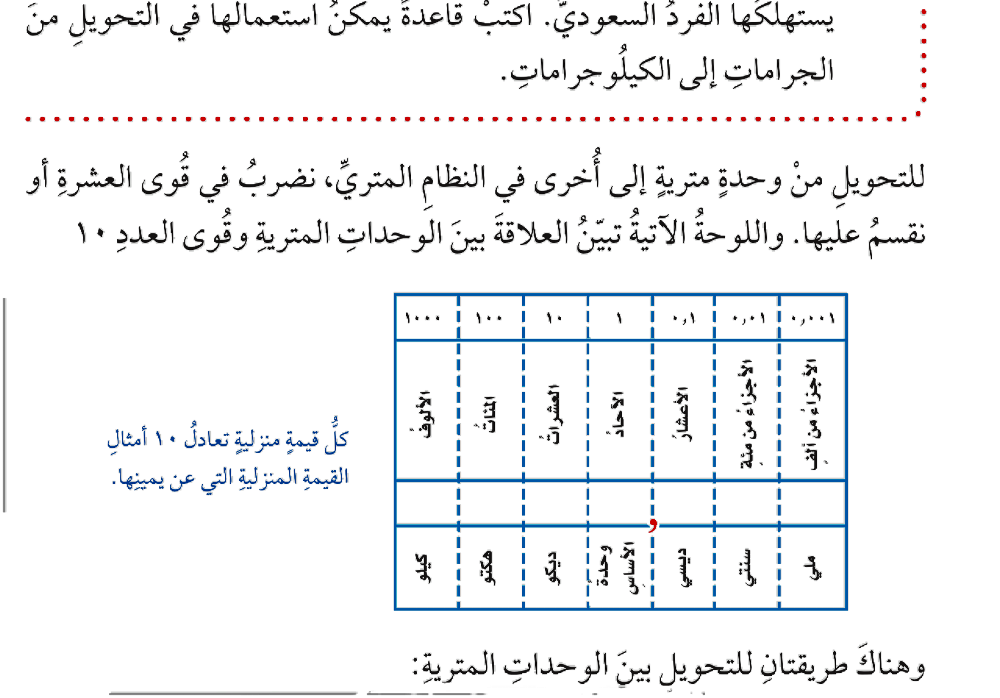 يستهلكُها الفردُ السعوديُّ. اكتبْ قاعدةً يمكنُ استعمالُها في التحويلِ منَ
الجراماتِ إلى الكيلُوجراماتِ.
للتحويلِ منْ وحدةٍ متريةٍ إلى أُخرى في النظامِ المتريِّ، نضربُ في قُوى العشرةِ أو
نقسمُ عليها. واللوحةُ الآتيةُ تبيّنُ العلاقةَ بينَ الوحداتِ المتريةِ وقُوى العددِ ١٠
٠٫٠٠١ ٠٫٠١ ٠٫١ ١ ١٠ ١٠٠ ١٠٠٠
الأجزاءُ من ألفِ الأجزاءُ من مئةِ الأعشارُ الآحادُ العشراتُ المئاتُ الألوفُ
,
ملي سنتي ديسي وحدةُ الأساسِ ديكو هكتو كيلو
كلُّ قيمةٍ منزليةٍ تعادلُ ١٠ أمثالِ
القيمةِ المنزليةِ التي عن يمينِها.
وهناكَ طريقتانِ للتحويلِ بينَ الوحداتِ المتريةِ: